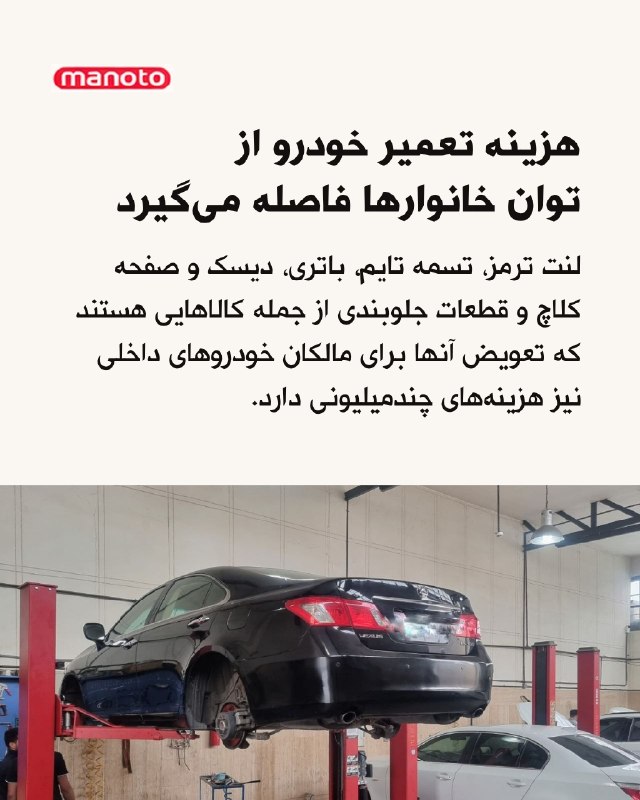 manoto
هزینه تعمیر خودرو از
توان خانوارها فاصله می‌گیرد
لنت ترمز، تسمه تایم، باتری، دیسک و صفحه
کلاچ و قطعات جلوبندی از جمله کالاهایی هستند
که تعویض آنها برای مالکان خودروهای داخلی
نیز هزینه‌های چندمیلیونی دارد.
LEXUS